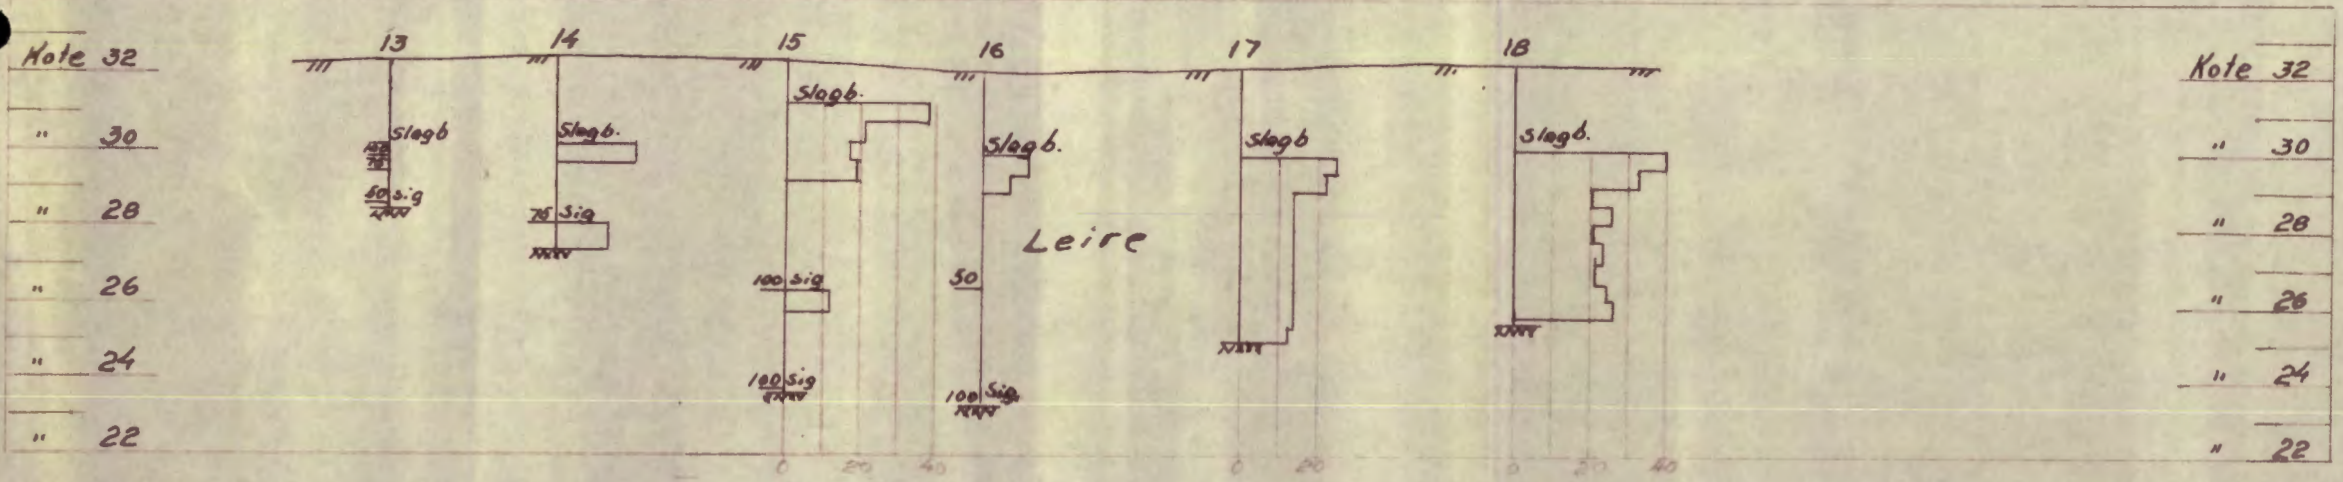 13 14 15 16 17 18
Kote 32
Kote 32
Slagb.
" 30
Slagb
Slagb.
Slagb.
Slagb
Slagb.
" 30
100
75
50 sig
" 28
75 sig
Leire
" 28
" 26
100 sig
50
" 26
" 24
100 sig
100 Sig.
" 24
" 22
" 22
0 20 40
0 20
0 20 40